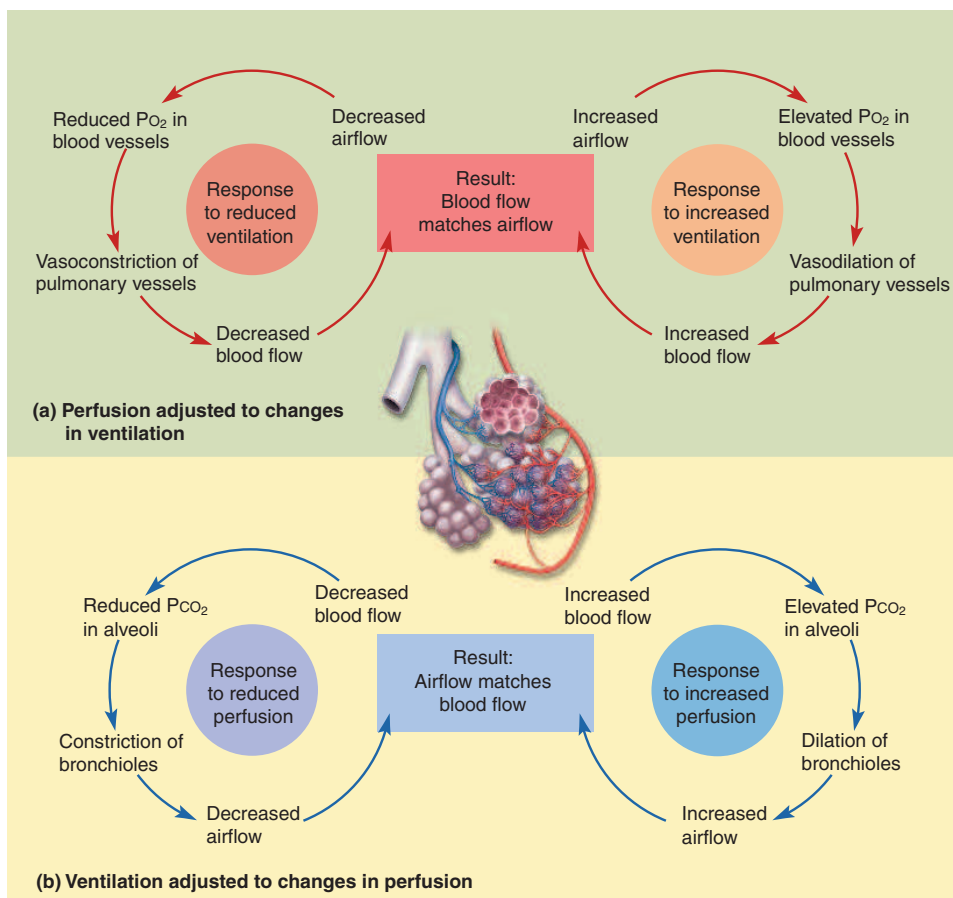 Decreased
airflow
Reduced PO2 in
blood vessels
Response
to reduced
ventilation
Vasoconstriction of
pulmonary vessels
Decreased
blood flow
Result:
Blood flow
matches airflow
Increased
airflow
Elevated PO2 in
blood vessels
Response
to increased
ventilation
Vasodilation of
pulmonary vessels
Increased
blood flow
(a) Perfusion adjusted to changes
in ventilation
Decreased
blood flow
Reduced PCO2
in alveoli
Response
to reduced
perfusion
Constriction of
bronchioles
Decreased
airflow
Result:
Airflow matches
blood flow
Increased
blood flow
Elevated PCO2
in alveoli
Response
to increased
perfusion
Dilation of
bronchioles
Increased
airflow
(b) Ventilation adjusted to changes in perfusion